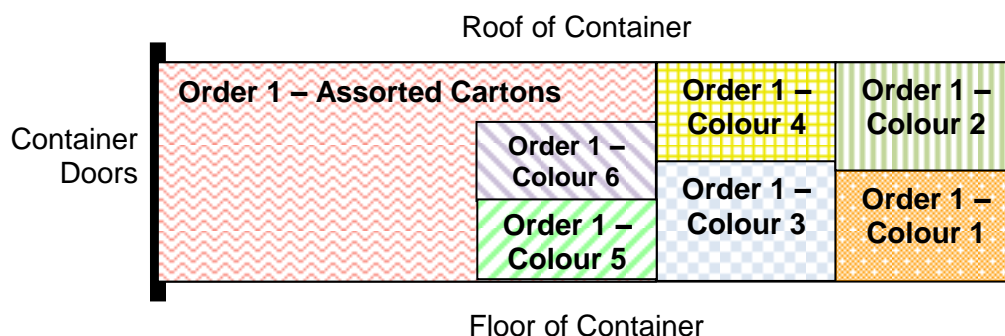 Roof of Container
Container
Doors
Order 1 – Assorted Cartons
Order 1 –
Colour 6
Order 1 –
Colour 5
Order 1 –
Colour 4
Order 1 –
Colour 3
Order 1 –
Colour 2
Order 1 –
Colour 1
Floor of Container